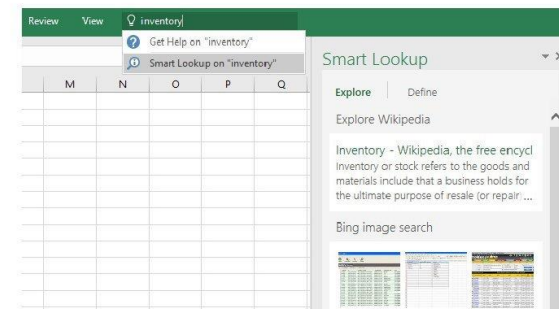 Review View inventory
Get Help on "inventory"
Smart Lookup on "inventory"
M N O P Q
Smart Lookup
Explore Define
Explore Wikipedia
Inventory - Wikipedia, the free encycl
Inventory or stock refers to the goods and
materials include that a business holds for
the ultimate purpose of resale (or repair) ...
Bing image search